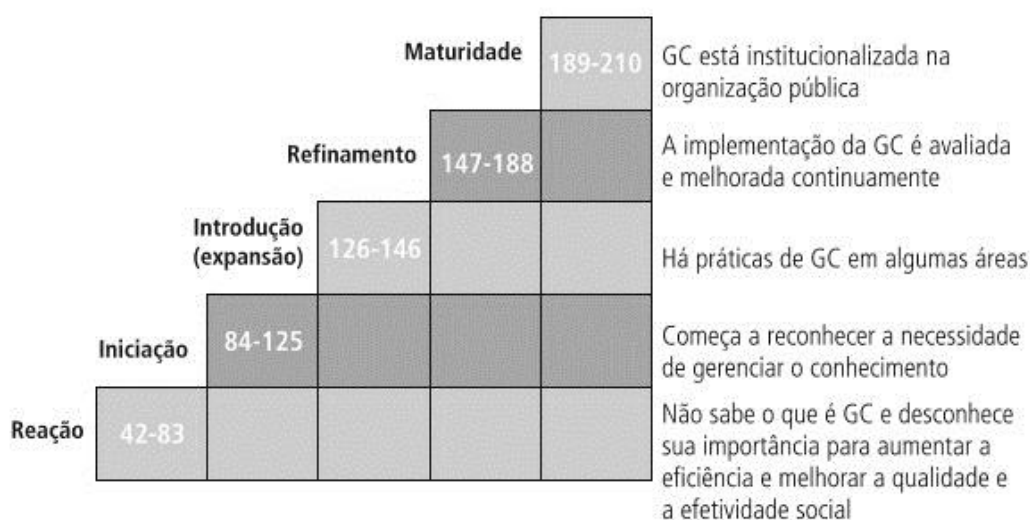 Maturidade
189-210
GC está institucionalizada na
organização pública
Refinamento
147-188
A implementação da GC é avaliada
e melhorada continuamente
Introdução
(expansão)
126-146
Há práticas de GC em algumas áreas
Iniciação
84-125
Começa a reconhecer a necessidade
de gerenciar o conhecimento
Reação
42-83
Não sabe o que é GC e desconhece
sua importância para aumentar a
eficiência e melhorar a qualidade e
a efetividade social